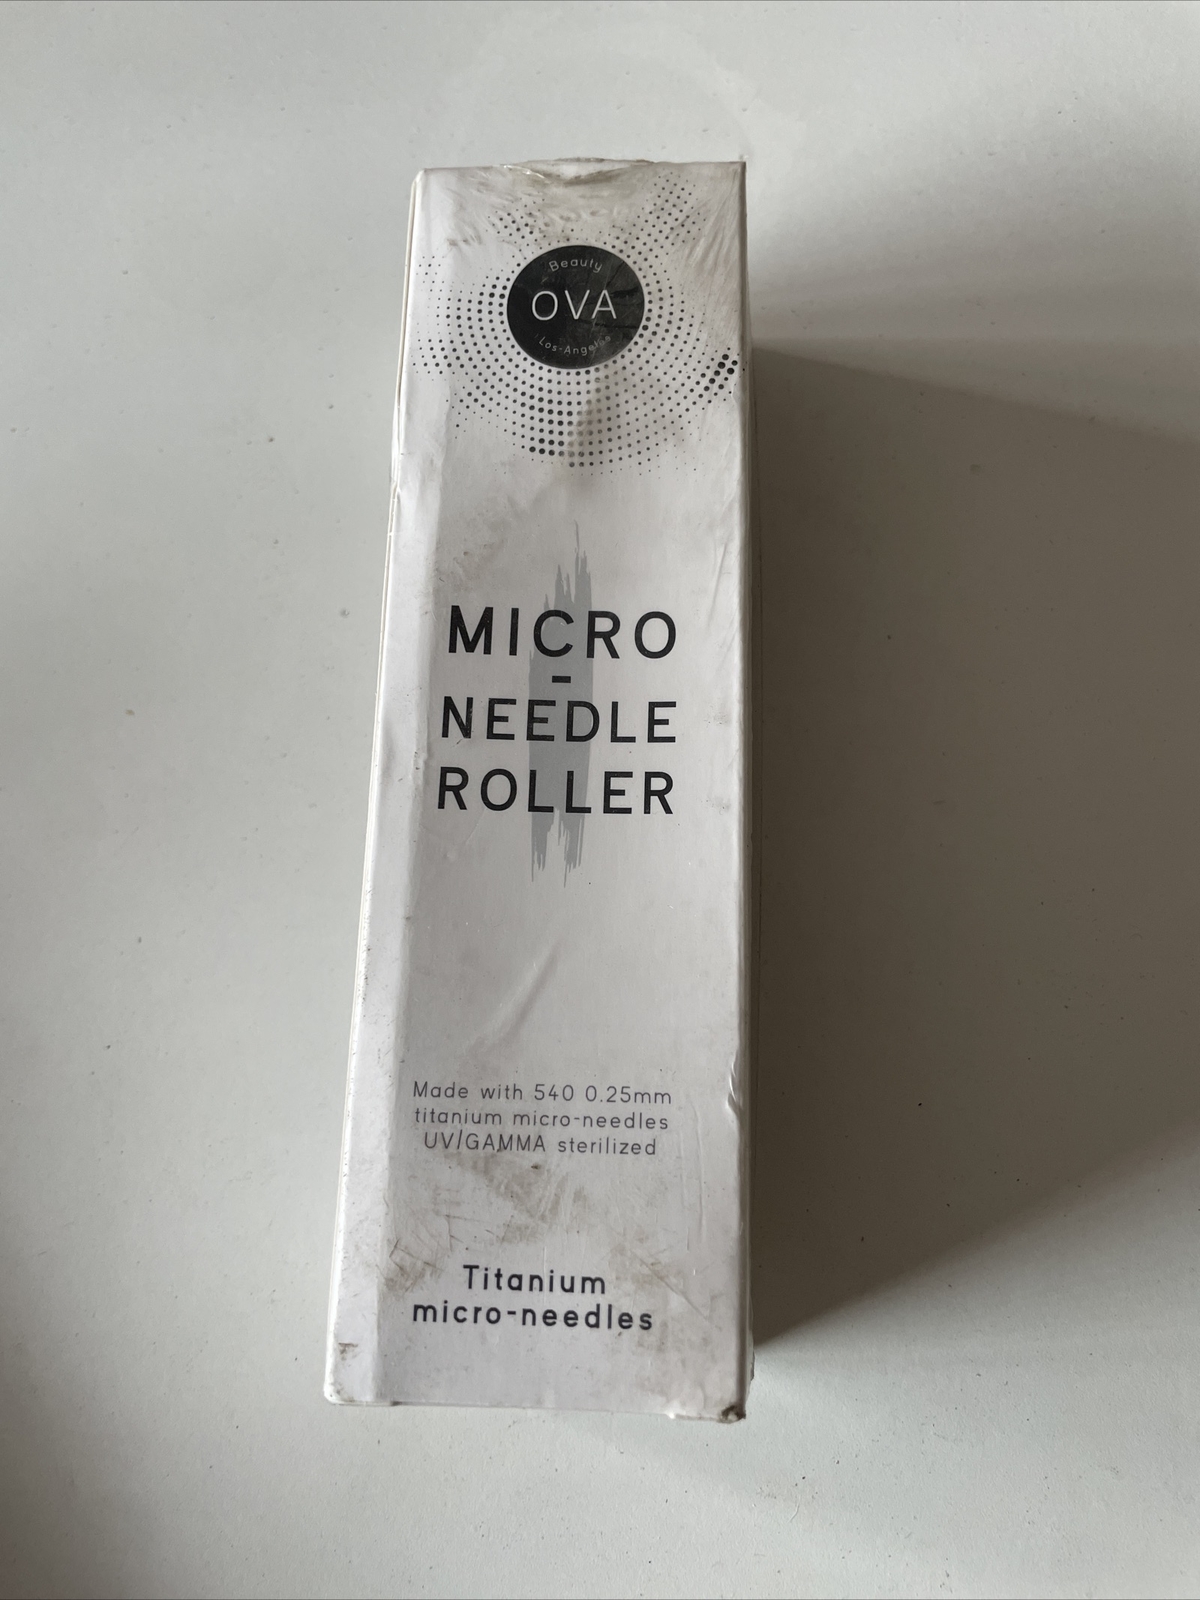 Beauty
OVA
Los-Angeles
MICRO
-
NEEDLE
ROLLER
Made with 540 0.25mm
titanium micro-needles
UV/GAMMA sterilized
Titanium
micro-needles